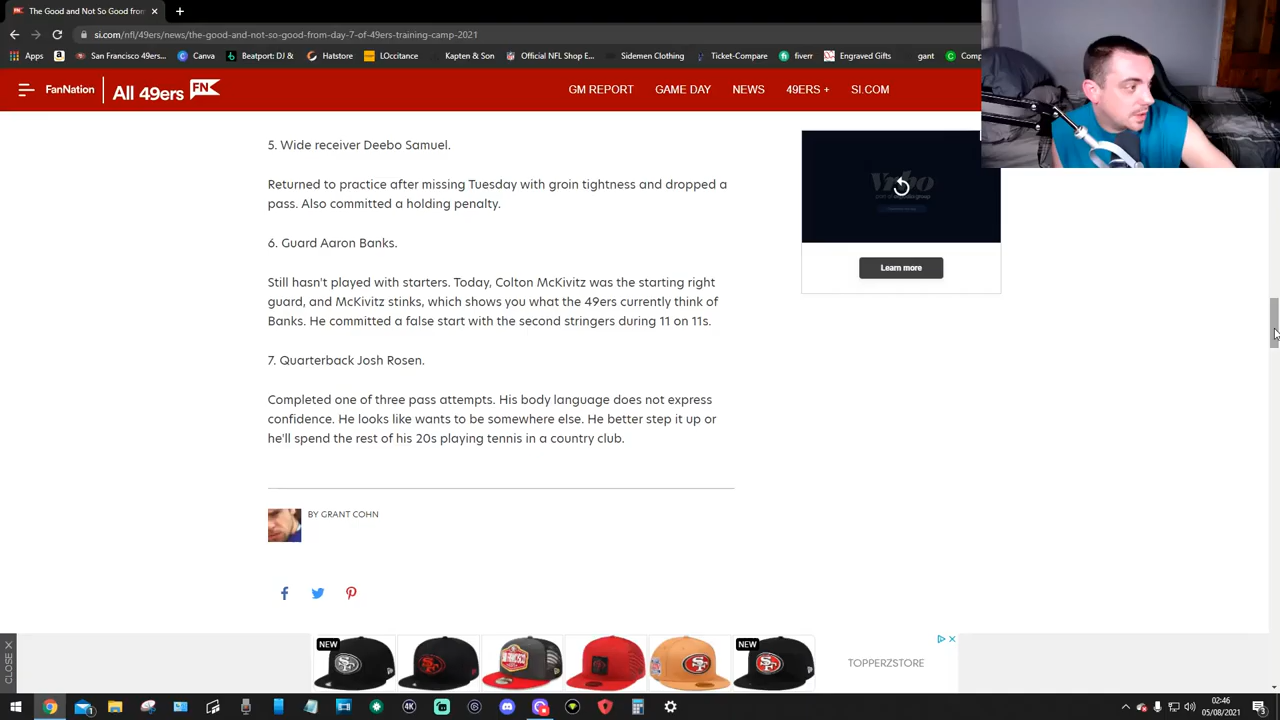 The Good and Not So Good from
si.com/nfl/49ers/news/the-good-and-not-so-good-from-day-7-of-49ers-training-camp-2021
Apps
San Francisco 49ers
Canva
Beatport: DJ &
Hatstore
LOccitance
Kapten & Son
Official NFL Shop E...
Sidemen Clothing
Ticket-Compare
fiverr
Engraved Gifts
gant
Comp
FanNation
All 49ers FN
GM REPORT
GAME DAY
NEWS
49ERS +
SI.COM
5. Wide receiver Deebo Samuel.
Returned to practice after missing Tuesday with groin tightness and dropped a
pass. Also committed a holding penalty.
6. Guard Aaron Banks.
Still hasn't played with starters. Today, Colton McKivitz was the starting right
guard, and McKivitz stinks, which shows you what the 49ers currently think of
Banks. He committed a false start with the second stringers during 11 on 11s.
7. Quarterback Josh Rosen.
Completed one of three pass attempts. His body language does not express
confidence. He looks like wants to be somewhere else. He better step it up or
he'll spend the rest of his 20s playing tennis in a country club.
Vrbo
Learn more
BY GRANT COHN
CLOSE
NEW
NEW
TOPPERZSTORE
02:46
05/08/2021